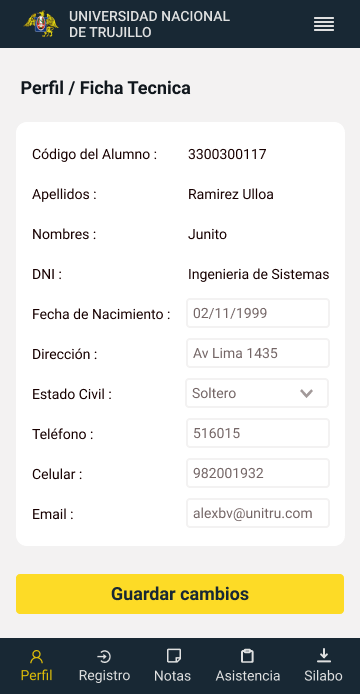 UNIVERSIDAD NACIONAL
DE TRUJILLO
Perfil / Ficha Tecnica
Código del Alumno : 3300300117
Apellidos : Ramirez Ulloa
Nombres : Junito
DNI : Ingenieria de Sistemas
Fecha de Nacimiento : 02/11/1999
Dirección : Av Lima 1435
Estado Civil : Soltero
Teléfono : 516015
Celular : 982001932
Email : alexbv@unitru.com
Guardar cambios
Perfil Registro Notas Asistencia Silabo